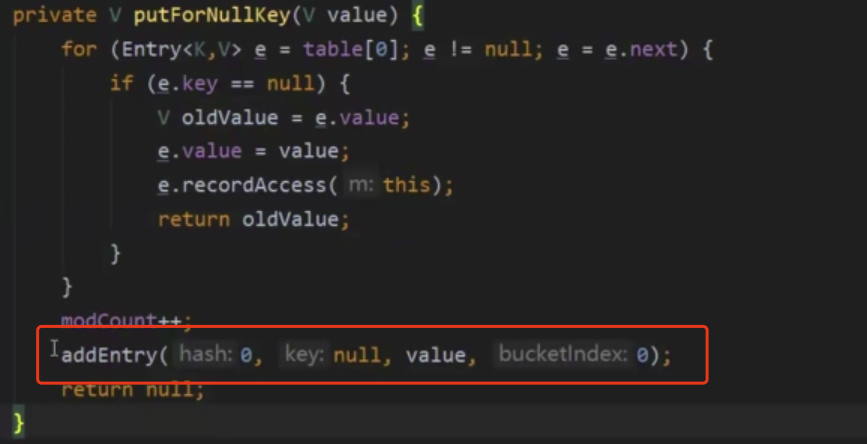 private V putForNullKey(V value) {
for (Entry<K,V> e = table[0]; e != null; e = e.next) {
if (e.key == null) {
V oldValue = e.value;
e.value = value;
e.recordAccess( m: this);
return oldValue;
}
}
modCount++;
addEntry( hash: 0, key: null, value, bucketIndex: 0);
return null;
}